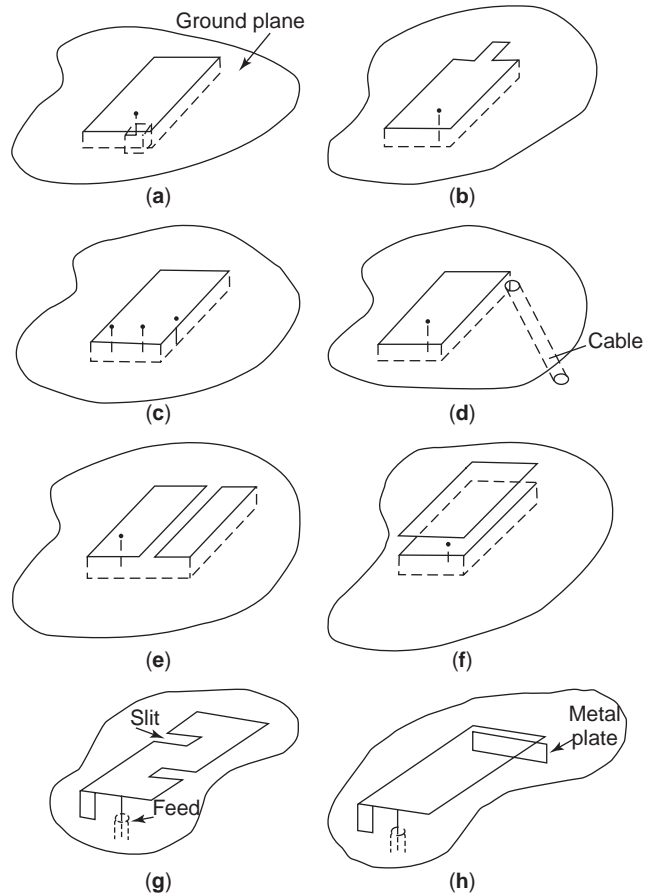 Ground plane
(a)
(b)
(c)
Cable
(d)
(e)
(f)
Slit
Feed
(g)
Metal
plate
(h)